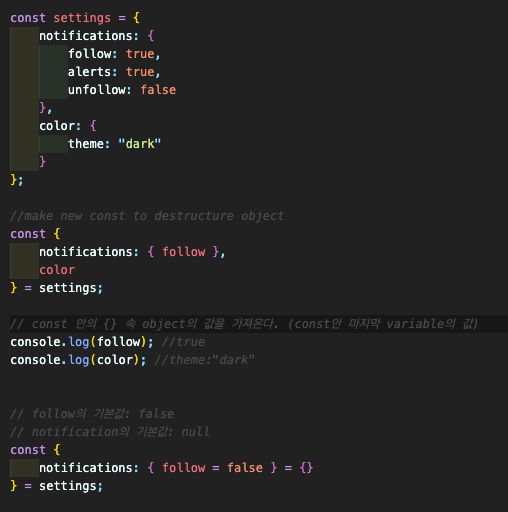 const settings = {
notifications: {
follow: true,
alerts: true,
unfollow: false
},
color: {
theme: "dark"
}
};
//make new const to destructure object
const {
notifications: { follow },
color
} = settings;
// const 안의 {} 속 object의 값을 가져온다. (const안 마지막 variable의 값)
console.log(follow); //true
console.log(color); //theme:"dark"
// follow의 기본값: false
// notification의 기본값: null
const {
notifications: { follow = false } = {}
} = settings;